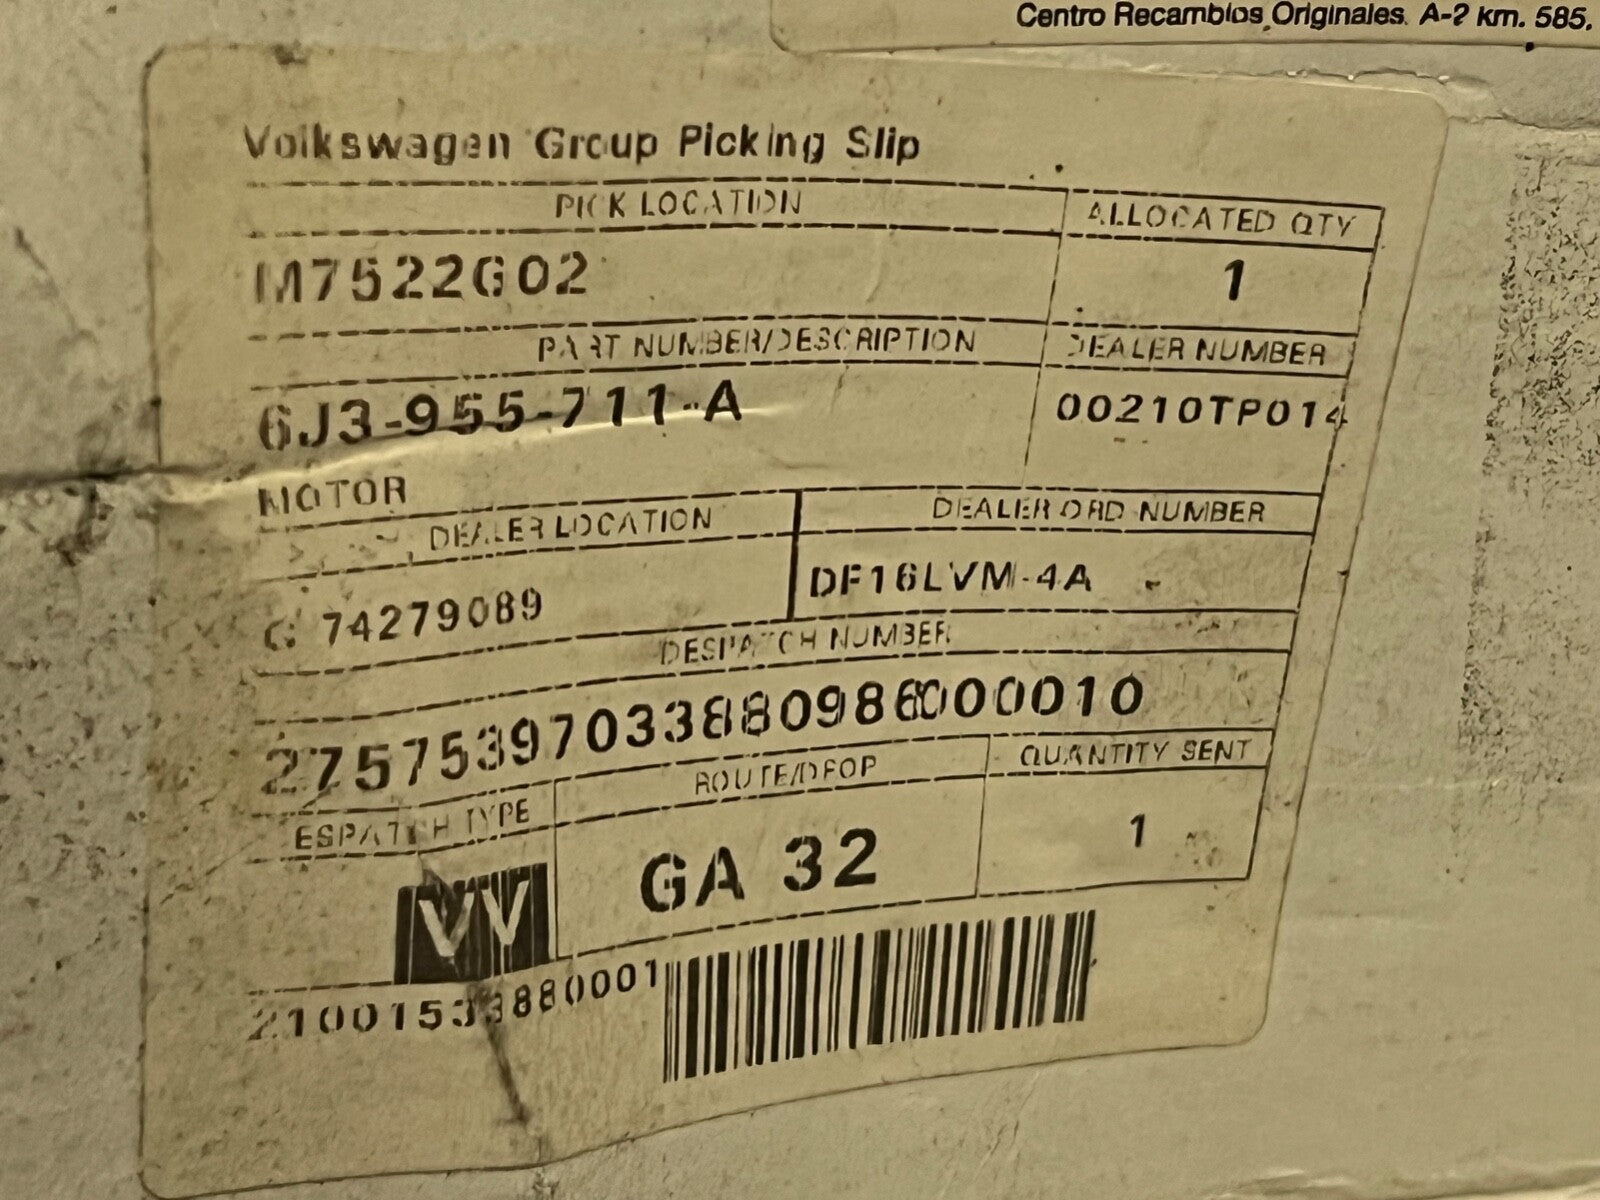 Centro Recambios Originales. A-2 km. 585,
Volkswagen Group Picking Slip
PICK LOCATION
ALLOCATED QTY
M7522G02
1
PART NUMBER/DESCRIPTION
DEALER NUMBER
6J3-955-711-A
00210TP014
MOTOR
DEALER LOCATION
DEALER ORD NUMBER
74279089
DF16LVM-4A
DESPATCH NUMBER
ESPATCH TYPE
ROUTE/DROP
QUANTITY SENT
GA 32
1
VV
21001533880001